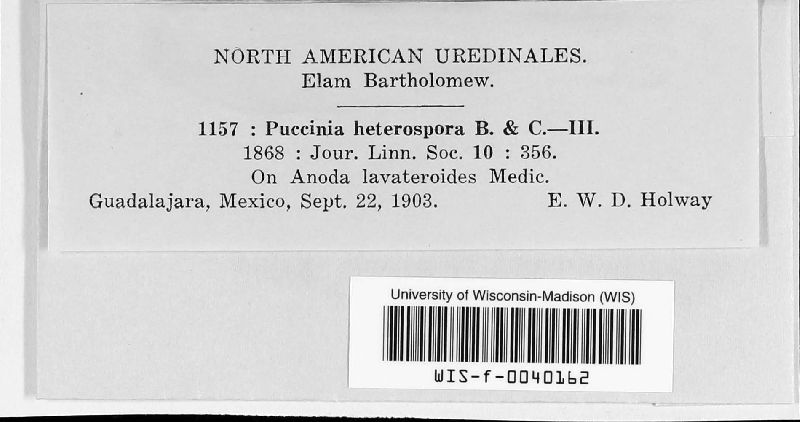 NORTH AMERICAN UREDINALES.
Elam Bartholomew.
1157 : Puccinia heterospora B. & C.—III.
1868 : Jour. Linn. Soc. 10 : 356.
On Anoda lavateroides Medic.
Guadalajara, Mexico, Sept. 22, 1903. E. W. D. Holway
University of Wisconsin-Madison (WIS)
WIS-f-0040162